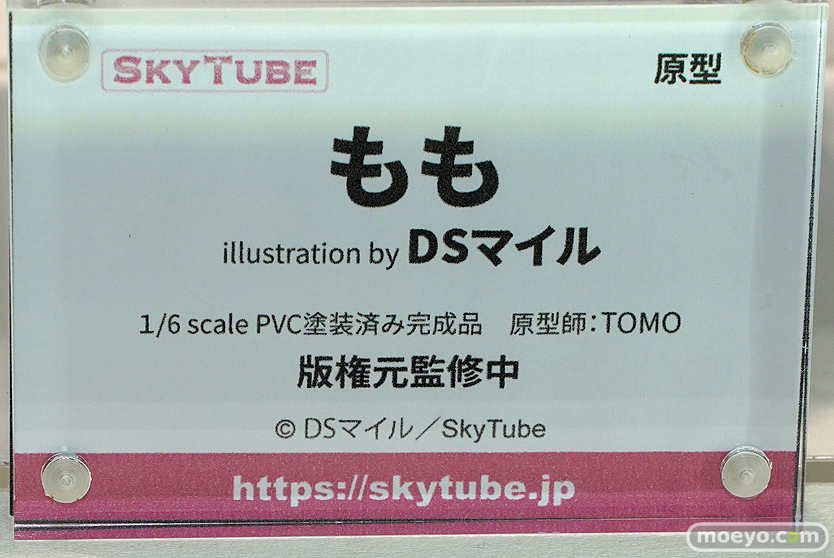 SKYTUBE
原型
もも
illustration by DSマイル
1/6 scale PVC塗装済み完成品　原型師：TOMO
版権元監修中
© DSマイル／SkyTube
https://skytube.jp
moeyo.com